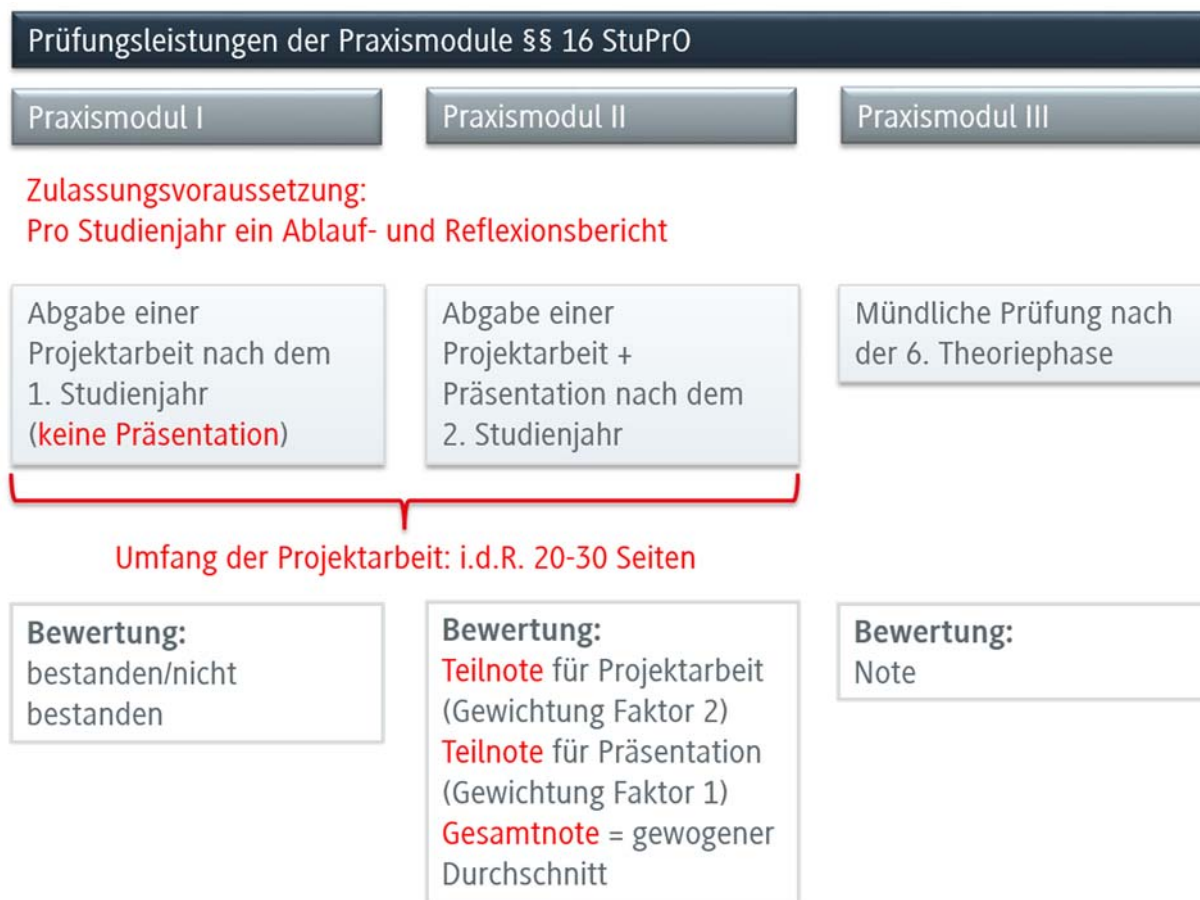 Prüfungsleistungen der Praxismodule §§ 16 StuPrO
Praxismodul I
Praxismodul II
Praxismodul III
Zulassungsvoraussetzung:
Pro Studienjahr ein Ablauf- und Reflexionsbericht
Abgabe einer
Projektarbeit nach dem
1. Studienjahr
(keine Präsentation)
Abgabe einer
Projektarbeit +
Präsentation nach dem
2. Studienjahr
Mündliche Prüfung nach
der 6. Theoriephase
Umfang der Projektarbeit: i.d.R. 20-30 Seiten
Bewertung:
bestanden/nicht
bestanden
Bewertung:
Teilnote für Projektarbeit
(Gewichtung Faktor 2)
Teilnote für Präsentation
(Gewichtung Faktor 1)
Gesamtnote = gewogener
Durchschnitt
Bewertung:
Note